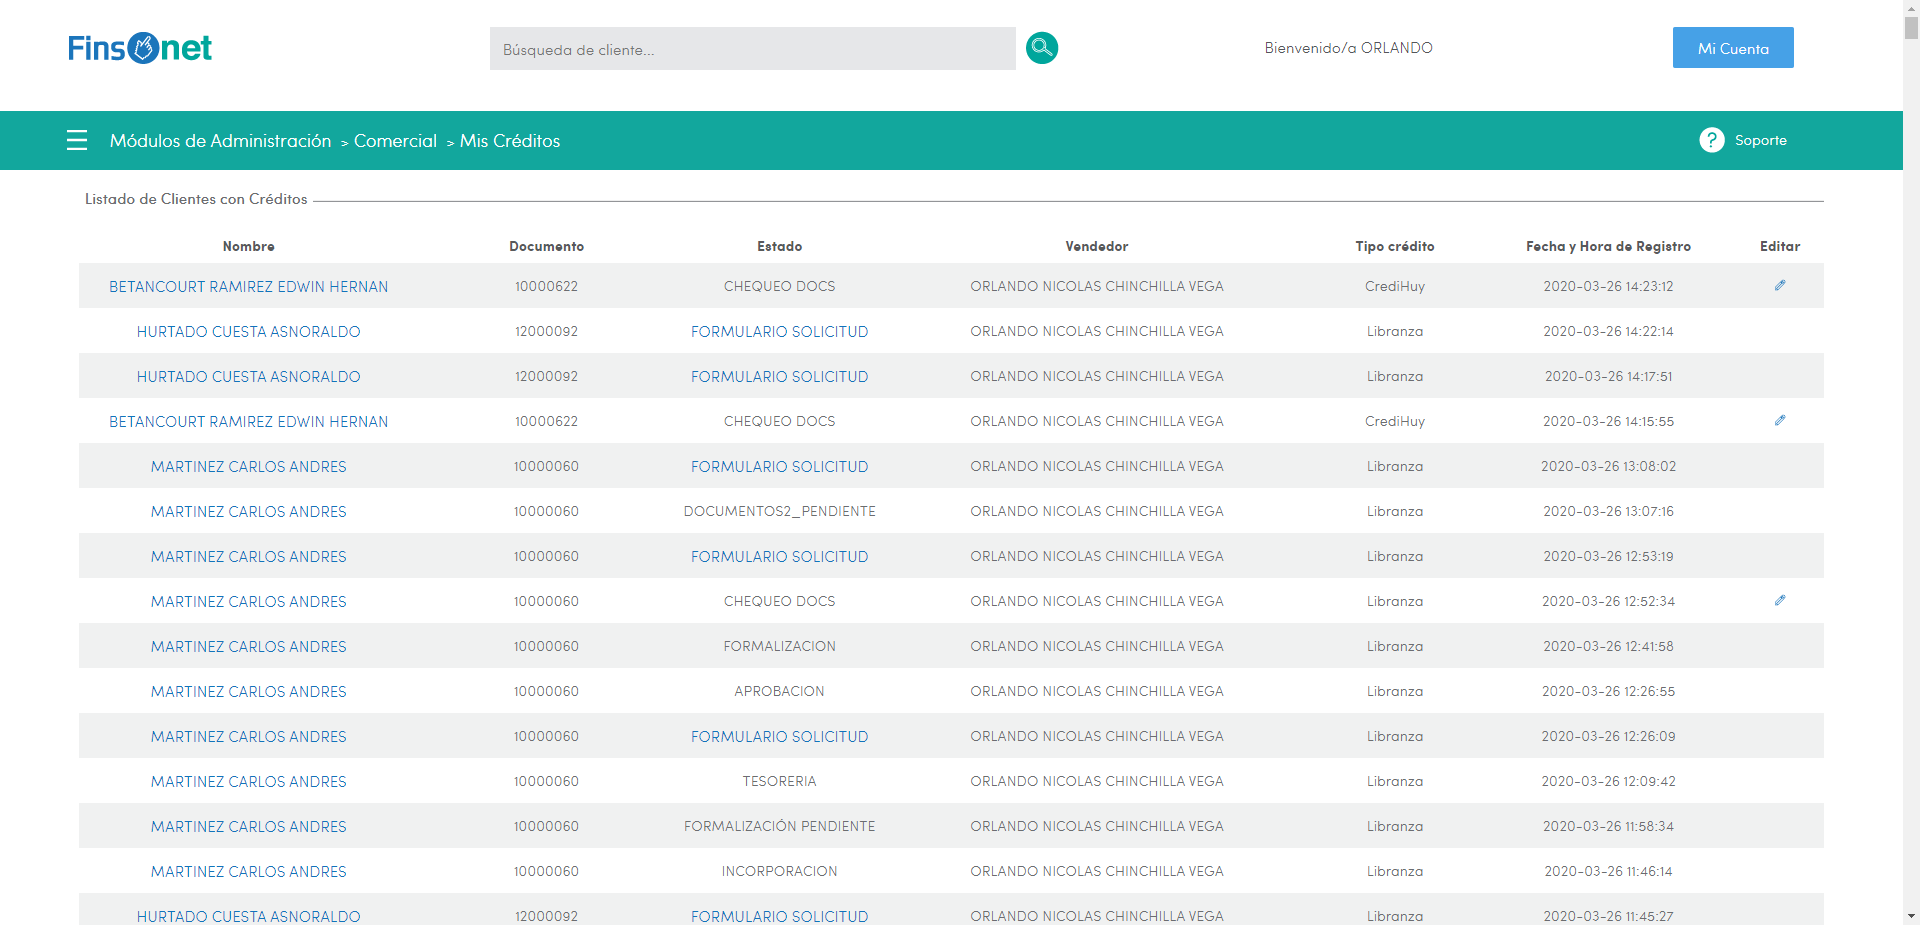 Finsonet
Búsqueda de cliente...
Bienvenido/a ORLANDO
Mi Cuenta
Módulos de Administración > Comercial > Mis Créditos
Soporte
Listado de Clientes con Créditos
Nombre Documento Estado Vendedor Tipo crédito Fecha y Hora de Registro Editar
BETANCOURT RAMIREZ EDWIN HERNAN 10000622 CHEQUEO DOCS ORLANDO NICOLAS CHINCHILLA VEGA CrediHuy 2020-03-26 14:23:12
HURTADO CUESTA ASNORALDO 12000092 FORMULARIO SOLICITUD ORLANDO NICOLAS CHINCHILLA VEGA Libranza 2020-03-26 14:22:14
HURTADO CUESTA ASNORALDO 12000092 FORMULARIO SOLICITUD ORLANDO NICOLAS CHINCHILLA VEGA Libranza 2020-03-26 14:17:51
BETANCOURT RAMIREZ EDWIN HERNAN 10000622 CHEQUEO DOCS ORLANDO NICOLAS CHINCHILLA VEGA CrediHuy 2020-03-26 14:15:55
MARTINEZ CARLOS ANDRES 10000060 FORMULARIO SOLICITUD ORLANDO NICOLAS CHINCHILLA VEGA Libranza 2020-03-26 13:08:02
MARTINEZ CARLOS ANDRES 10000060 DOCUMENTOS2_PENDIENTE ORLANDO NICOLAS CHINCHILLA VEGA Libranza 2020-03-26 13:07:16
MARTINEZ CARLOS ANDRES 10000060 FORMULARIO SOLICITUD ORLANDO NICOLAS CHINCHILLA VEGA Libranza 2020-03-26 12:53:19
MARTINEZ CARLOS ANDRES 10000060 CHEQUEO DOCS ORLANDO NICOLAS CHINCHILLA VEGA Libranza 2020-03-26 12:52:34
MARTINEZ CARLOS ANDRES 10000060 FORMALIZACION ORLANDO NICOLAS CHINCHILLA VEGA Libranza 2020-03-26 12:41:58
MARTINEZ CARLOS ANDRES 10000060 APROBACION ORLANDO NICOLAS CHINCHILLA VEGA Libranza 2020-03-26 12:26:55
MARTINEZ CARLOS ANDRES 10000060 FORMULARIO SOLICITUD ORLANDO NICOLAS CHINCHILLA VEGA Libranza 2020-03-26 12:26:09
MARTINEZ CARLOS ANDRES 10000060 TESORERIA ORLANDO NICOLAS CHINCHILLA VEGA Libranza 2020-03-26 12:09:42
MARTINEZ CARLOS ANDRES 10000060 FORMALIZACIÓN PENDIENTE ORLANDO NICOLAS CHINCHILLA VEGA Libranza 2020-03-26 11:58:34
MARTINEZ CARLOS ANDRES 10000060 INCORPORACION ORLANDO NICOLAS CHINCHILLA VEGA Libranza 2020-03-26 11:46:14
HURTADO CUESTA ASNORALDO 12000092 FORMULARIO SOLICITUD ORLANDO NICOLAS CHINCHILLA VEGA Libranza 2020-03-26 11:45:27